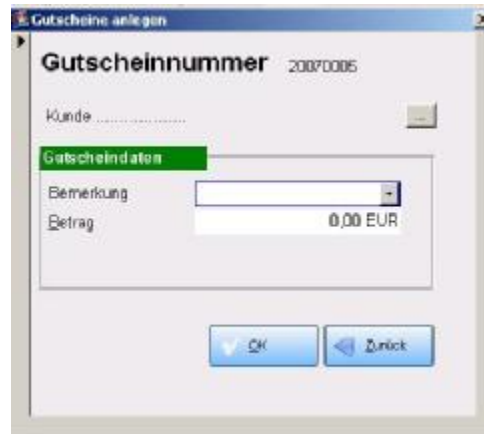 Gutscheine anlegen
Gutscheinnummer 20070005
Kunde ...................
...
Gutscheindaten
Bemerkung
Betrag 0,00 EUR
OK Zurück